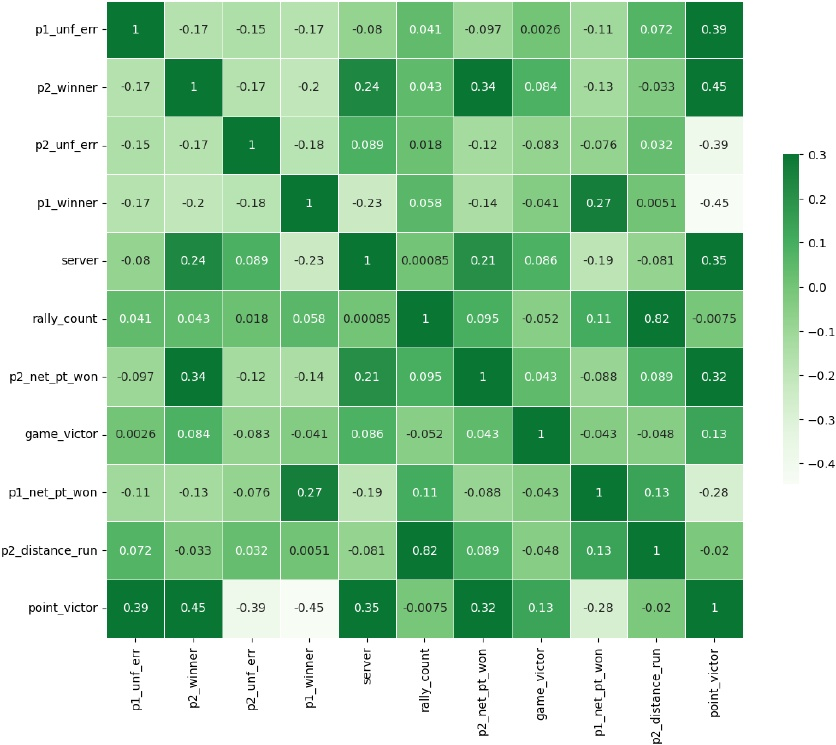 p1_unf_err 1 -0.17 -0.15 -0.17 -0.08 0.041 -0.097 0.0026 -0.11 0.072 0.39
p2_winner -0.17 1 -0.17 -0.2 0.24 0.043 0.34 0.084 -0.13 -0.033 0.45
p2_unf_err -0.15 -0.17 1 -0.18 0.089 0.018 -0.12 -0.083 -0.076 0.032 -0.39
p1_winner -0.17 -0.2 -0.18 1 -0.23 0.058 -0.14 -0.041 0.27 0.0051 -0.45
server -0.08 0.24 0.089 -0.23 1 0.00085 0.21 0.086 -0.19 -0.081 0.35
rally_count 0.041 0.043 0.018 0.058 0.00085 1 0.095 -0.052 0.11 0.82 -0.0075
p2_net_pt_won -0.097 0.34 -0.12 -0.14 0.21 0.095 1 0.043 -0.088 0.089 0.32
game_victor 0.0026 0.084 -0.083 -0.041 0.086 -0.052 0.043 1 -0.043 -0.048 0.13
p1_net_pt_won -0.11 -0.13 -0.076 0.27 -0.19 0.11 -0.088 -0.043 1 0.13 -0.28
p2_distance_run 0.072 -0.033 0.032 0.0051 -0.081 0.82 0.089 -0.048 0.13 1 -0.02
point_victor 0.39 0.45 -0.39 -0.45 0.35 -0.0075 0.32 0.13 -0.28 -0.02 1
p1_unf_err
p2_winner
p2_unf_err
p1_winner
server
rally_count
p2_net_pt_won
game_victor
p1_net_pt_won
p2_distance_run
point_victor
0.3
0.2
0.1
0.0
−0.1
−0.2
−0.3
−0.4